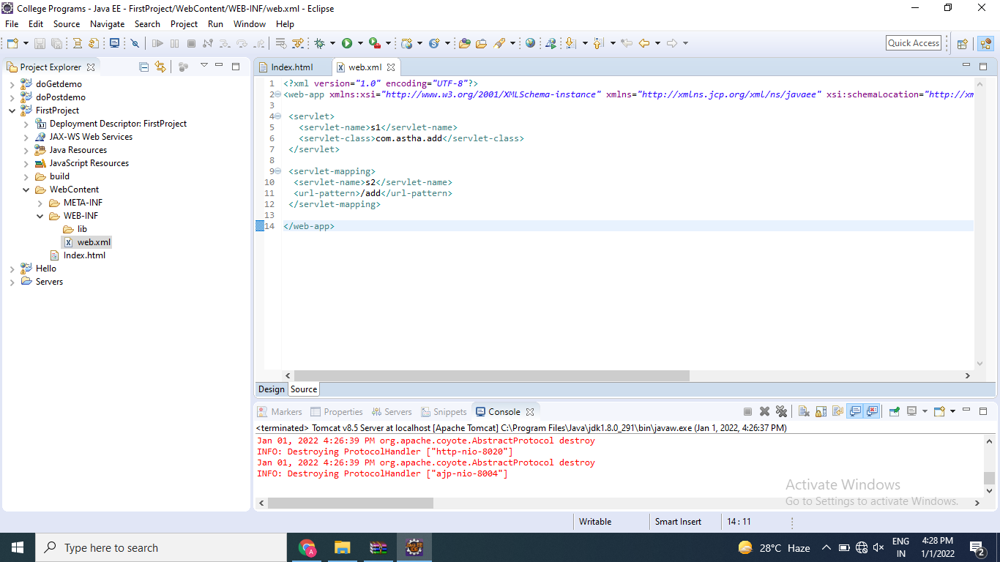 College Programs - Java EE - FirstProject/WebContent/WEB-INF/web.xml - Eclipse
File Edit Source Navigate Search Project Run Window Help
Quick Access
Project Explorer
doGetdemo
doPostdemo
FirstProject
Deployment Descriptor: FirstProject
JAX-WS Web Services
Java Resources
JavaScript Resources
build
WebContent
META-INF
WEB-INF
lib
web.xml
Index.html
Hello
Servers
Index.html web.xml
1 <?xml version="1.0" encoding="UTF-8"?>
2 <web-app xmlns:xsi="http://www.w3.org/2001/XMLSchema-instance" xmlns="http://xmlns.jcp.org/xml/ns/javaee" xsi:schemaLocation="http://xm
3
4 <servlet>
5 <servlet-name>s1</servlet-name>
6 <servlet-class>com.astha.add</servlet-class>
7 </servlet>
8
9 <servlet-mapping>
10 <servlet-name>s2</servlet-name>
11 <url-pattern>/add</url-pattern>
12 </servlet-mapping>
13
14 </web-app>
Design Source
Markers Properties Servers Snippets Console
<terminated> Tomcat v8.5 Server at localhost [Apache Tomcat] C:\Program Files\Java\jdk1.8.0_291\bin\javaw.exe (Jan 1, 2022, 4:26:37 PM)
Jan 01, 2022 4:26:39 PM org.apache.coyote.AbstractProtocol destroy
INFO: Destroying ProtocolHandler ["http-nio-8020"]
Jan 01, 2022 4:26:39 PM org.apache.coyote.AbstractProtocol destroy
INFO: Destroying ProtocolHandler ["ajp-nio-8004"]
Activate Windows
Go to Settings to activate Windows.
Writable Smart Insert 14 : 11
Type here to search
28°C Haze
ENG
IN
4:28 PM
1/1/2022
2